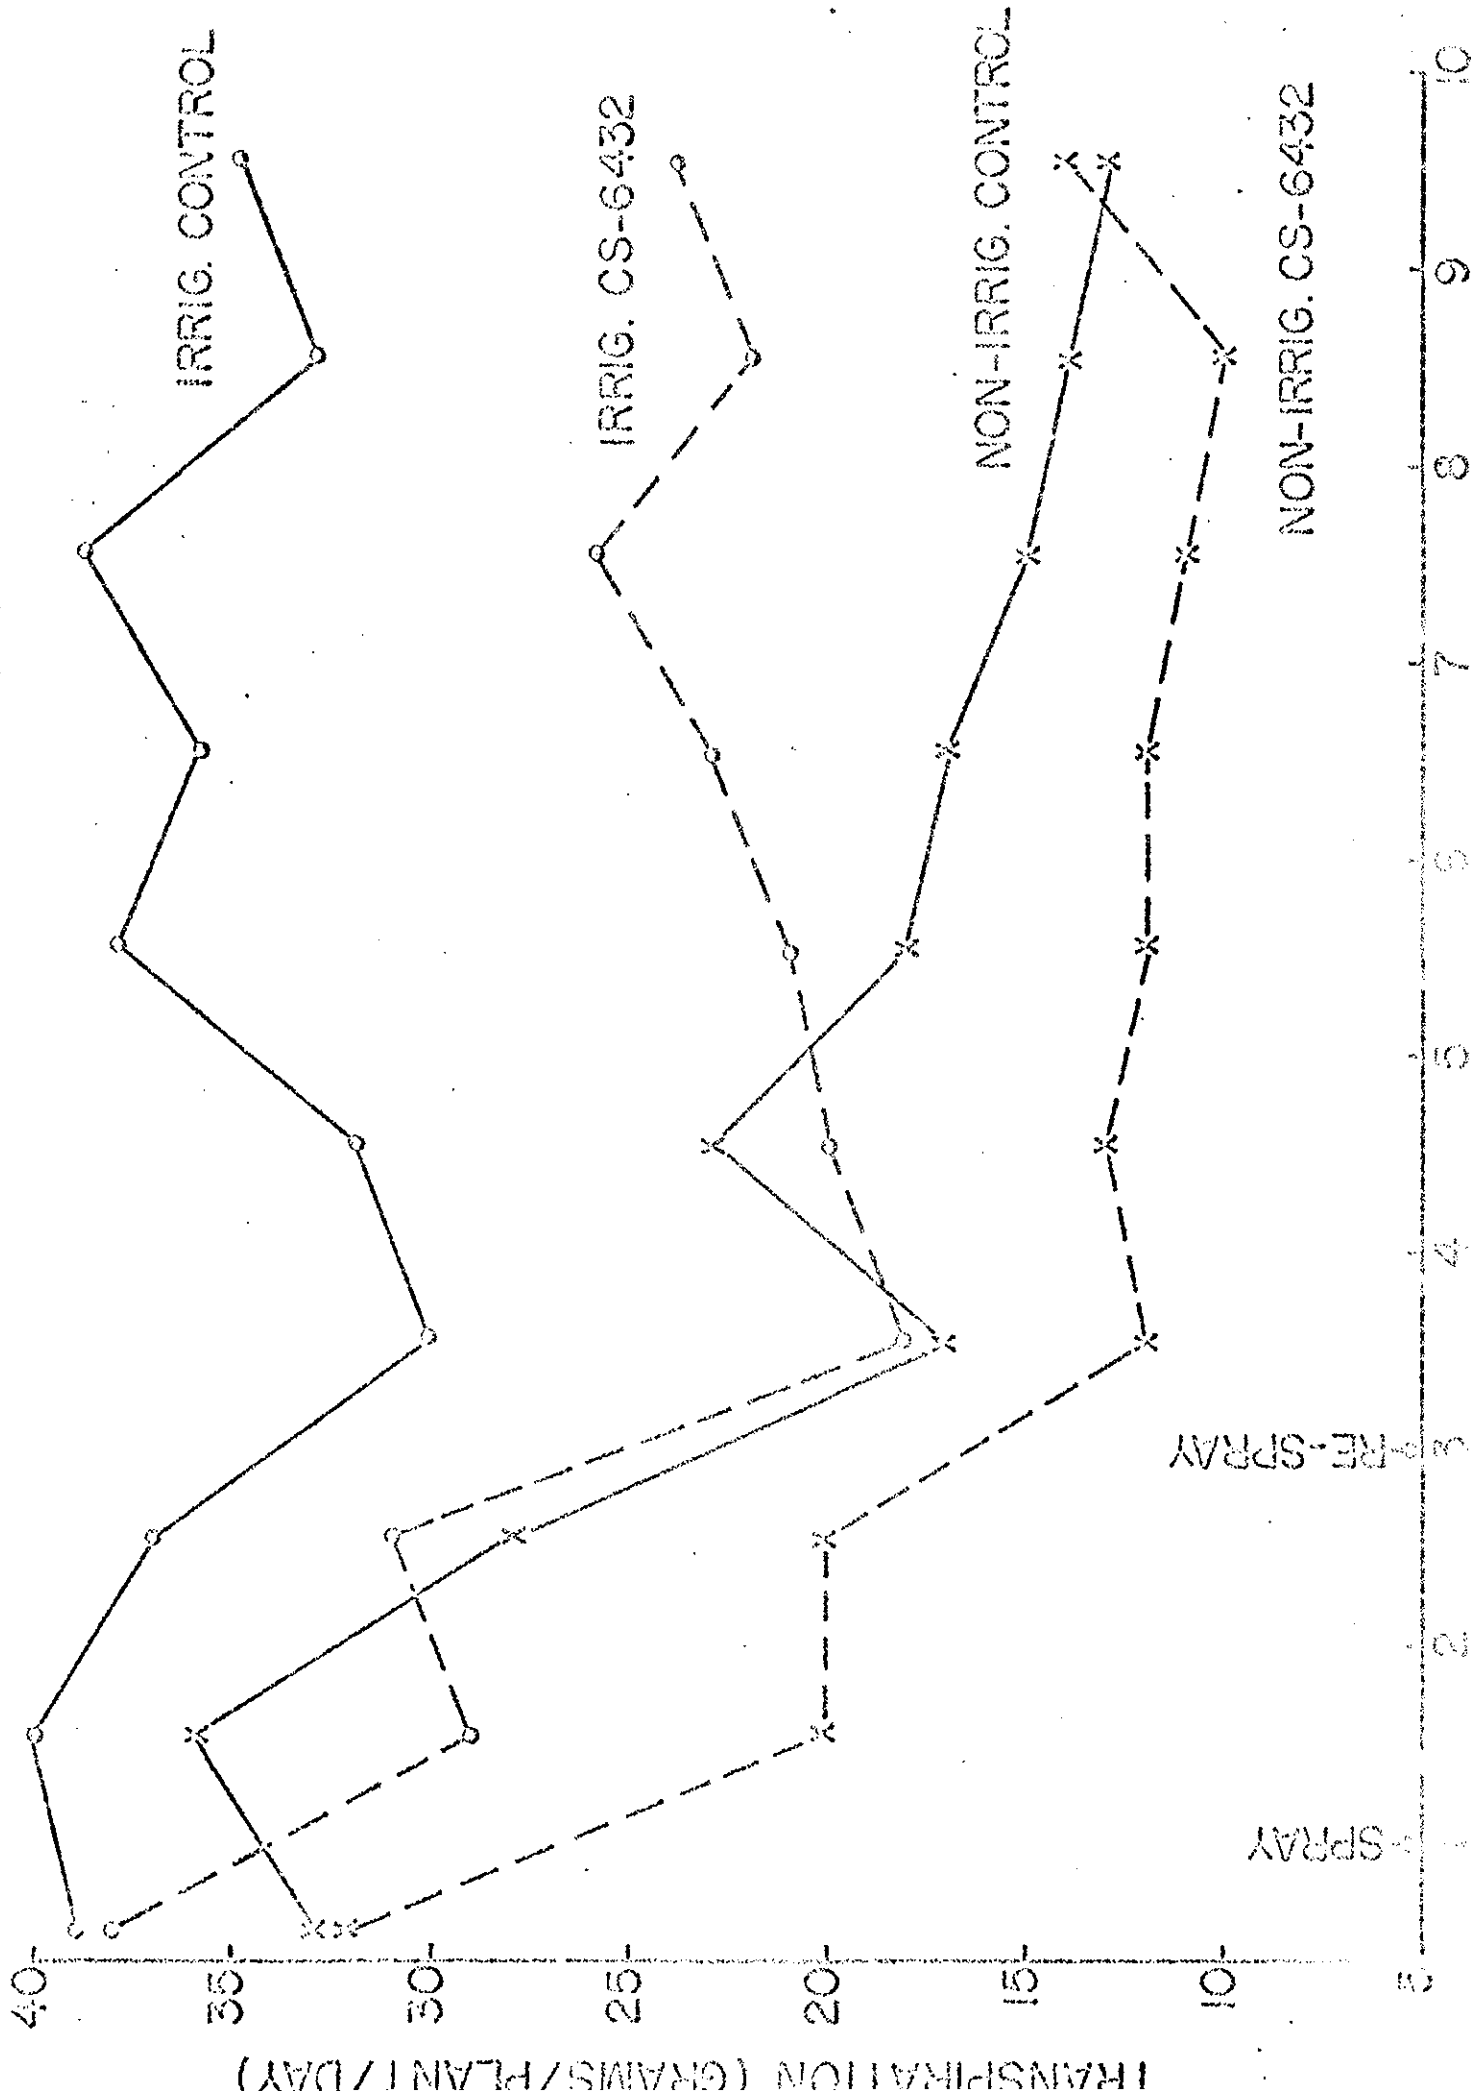 TRANSPIRATION (GRAMS/PLANT/DAY)
40
35
30
25
20
15
10
5
IRRIG. CONTROL
IRRIG. CS-6432
NON-IRRIG. CONTROL
NON-IRRIG. CS-6432
SPRAY
RE-SPRAY
1
2
3
4
5
6
7
8
9
10